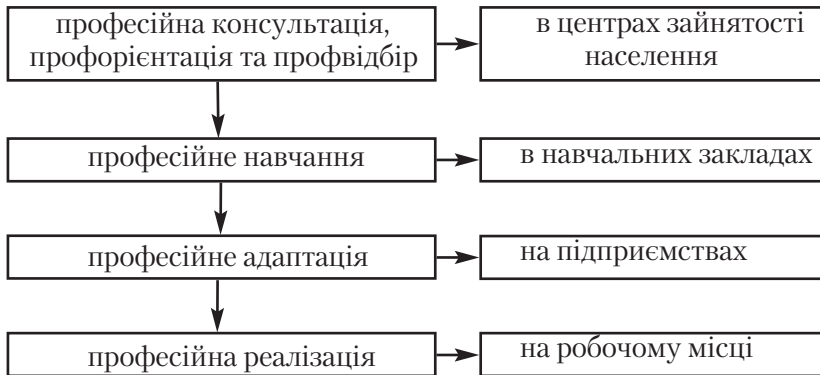 професійна консультація,
профорієнтація та профвідбір
в центрах зайнятості
населення
професійне навчання
в навчальних закладах
професійне адаптація
на підприємствах
професійна реалізація
на робочому місці